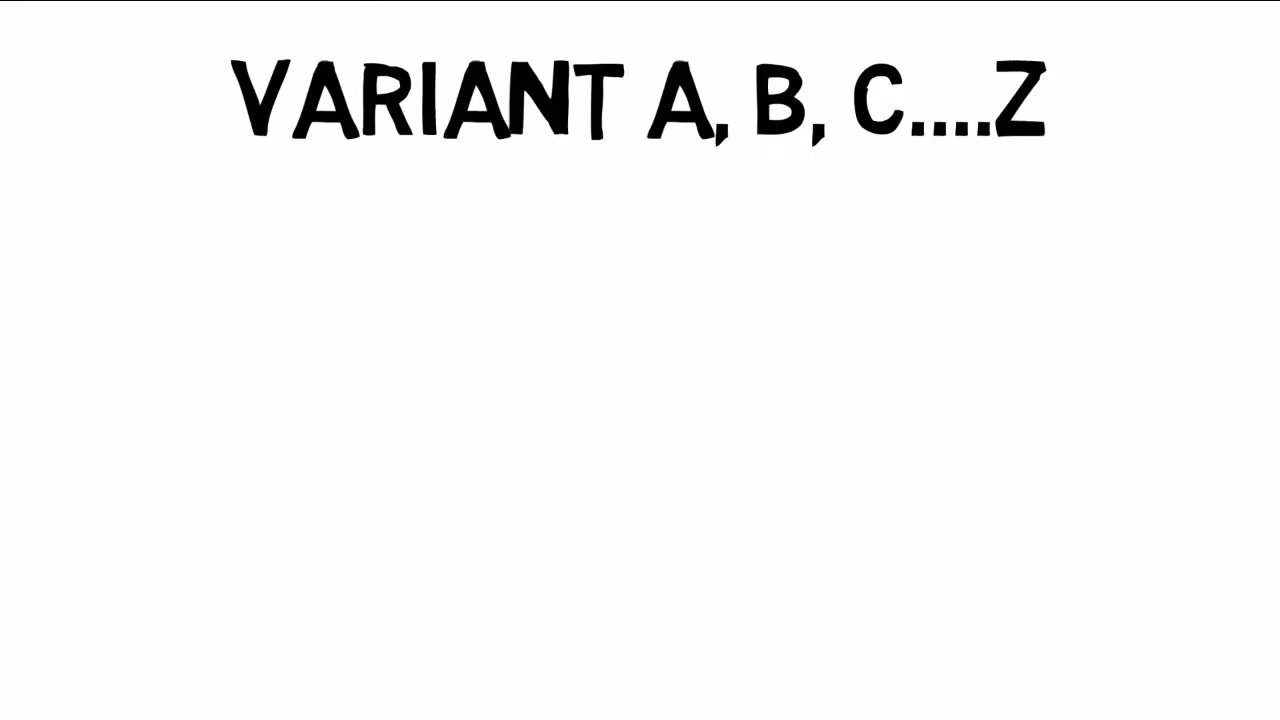 VARIANT A, B, C....Z